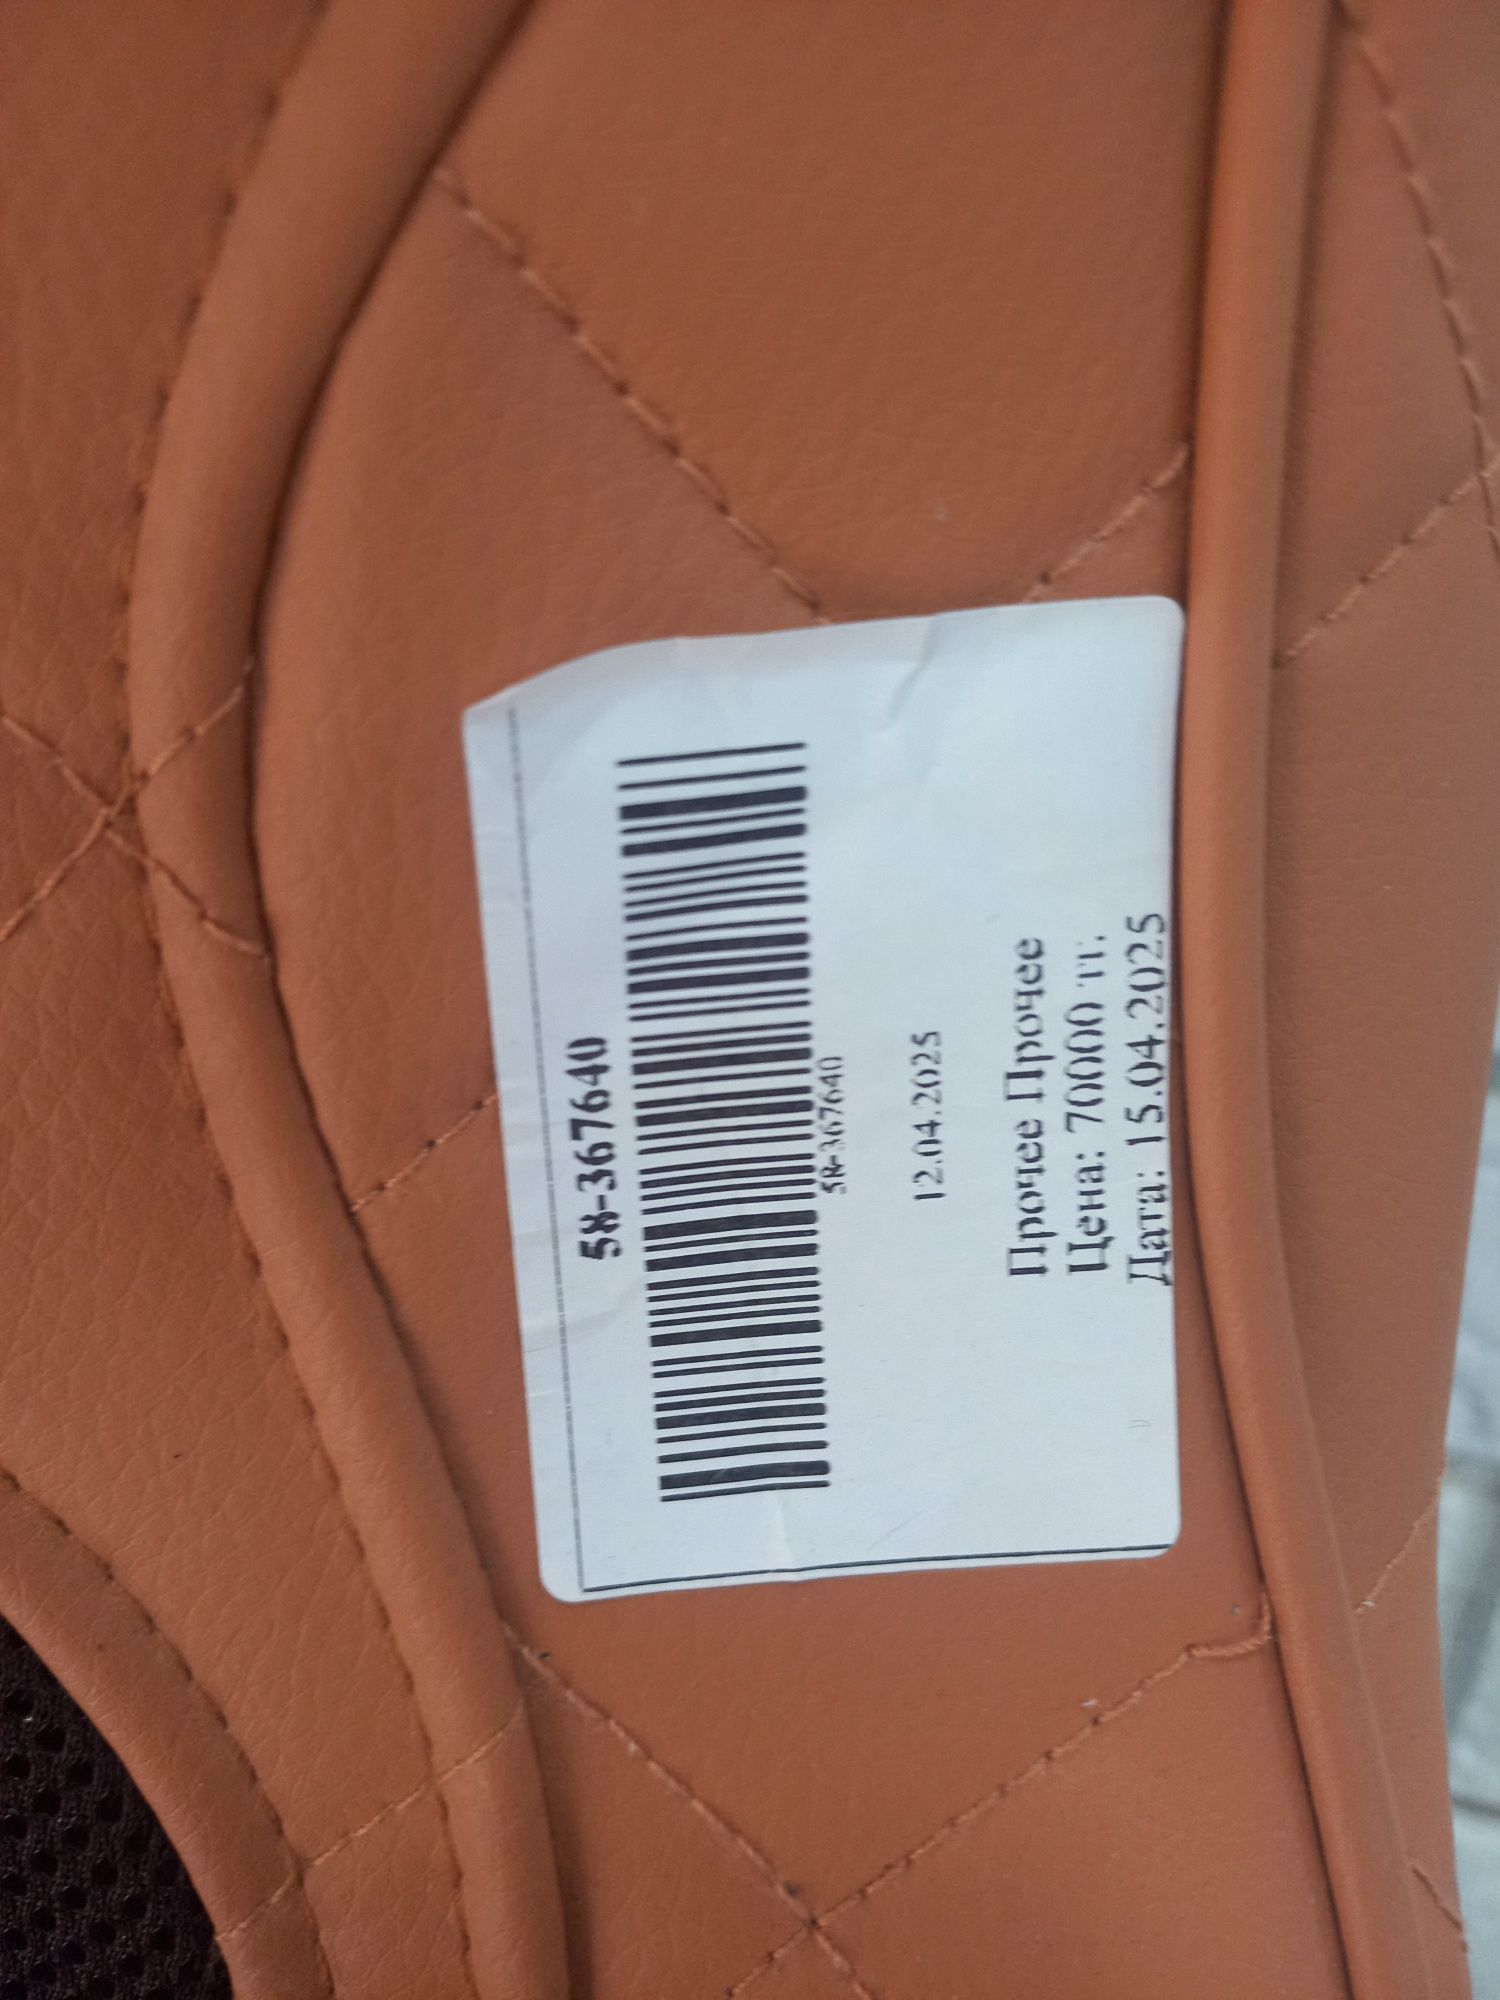 58-367640
58-367640
12.04.2025
Прочее Прочее
Цена: 70000 тг.
Дата: 15.04.2025